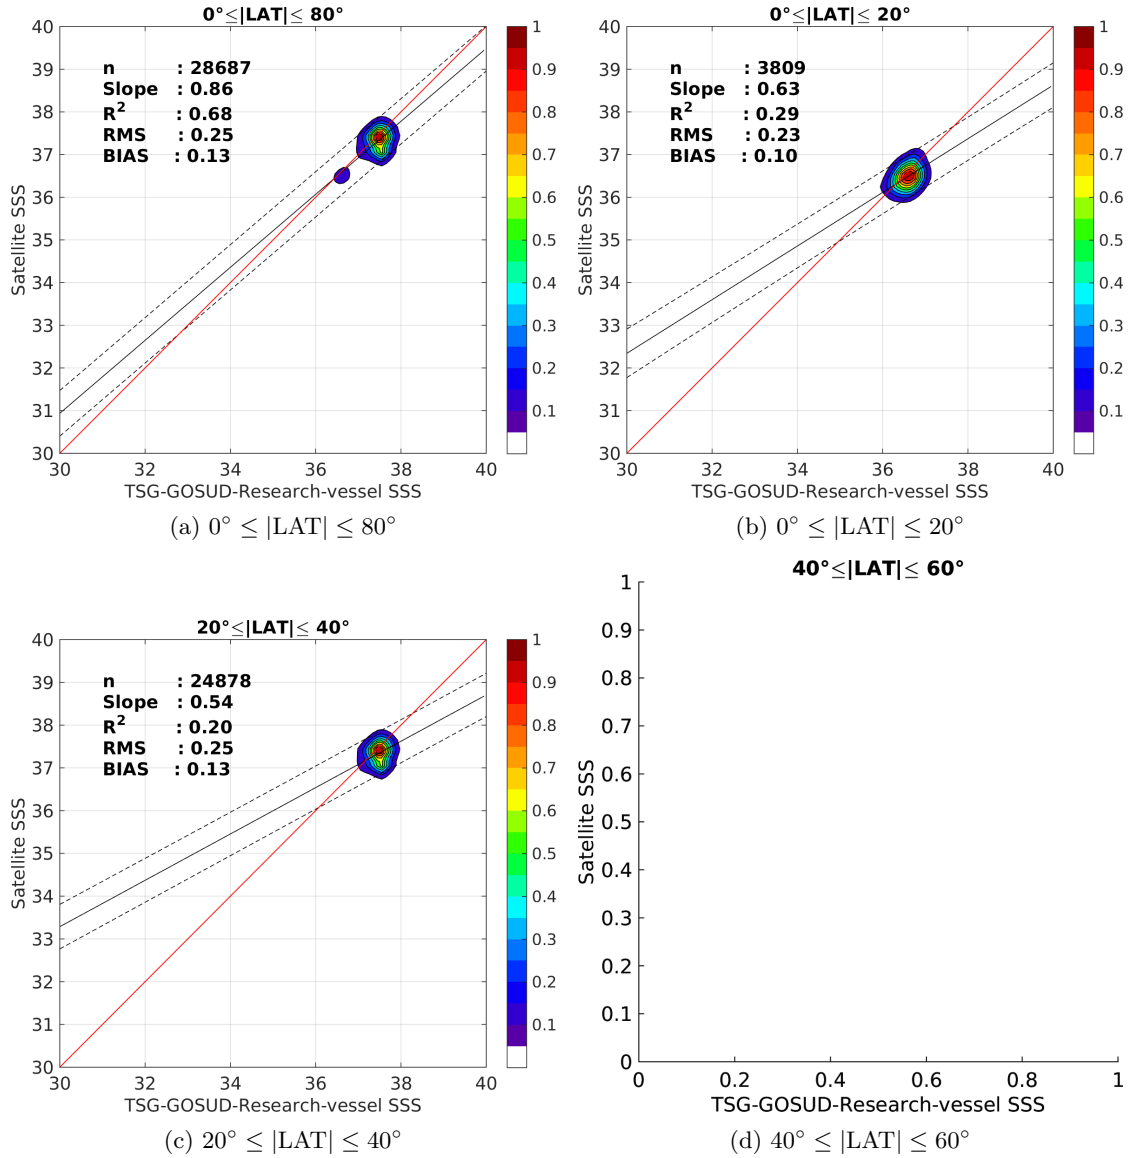 0°≤|LAT|≤ 80°
40
39
38
37
36
35
34
33
32
31
30
n : 28687
Slope : 0.86
R2 : 0.68
RMS : 0.25
BIAS : 0.13
Satellite SSS
30 32 34 36 38 40
TSG-GOSUD-Research-vessel SSS
1
0.9
0.8
0.7
0.6
0.5
0.4
0.3
0.2
0.1
(a) 0° ≤ |LAT| ≤ 80°
0°≤|LAT|≤ 20°
40
39
38
37
36
35
34
33
32
31
30
n : 3809
Slope : 0.63
R2 : 0.29
RMS : 0.23
BIAS : 0.10
Satellite SSS
30 32 34 36 38 40
TSG-GOSUD-Research-vessel SSS
1
0.9
0.8
0.7
0.6
0.5
0.4
0.3
0.2
0.1
(b) 0° ≤ |LAT| ≤ 20°
20°≤|LAT|≤ 40°
40
39
38
37
36
35
34
33
32
31
30
n : 24878
Slope : 0.54
R2 : 0.20
RMS : 0.25
BIAS : 0.13
Satellite SSS
30 32 34 36 38 40
TSG-GOSUD-Research-vessel SSS
1
0.9
0.8
0.7
0.6
0.5
0.4
0.3
0.2
0.1
(c) 20° ≤ |LAT| ≤ 40°
40°≤|LAT|≤ 60°
1
0.9
0.8
0.7
0.6
0.5
0.4
0.3
0.2
0.1
0
Satellite SSS
0 0.2 0.4 0.6 0.8 1
TSG-GOSUD-Research-vessel SSS
(d) 40° ≤ |LAT| ≤ 60°